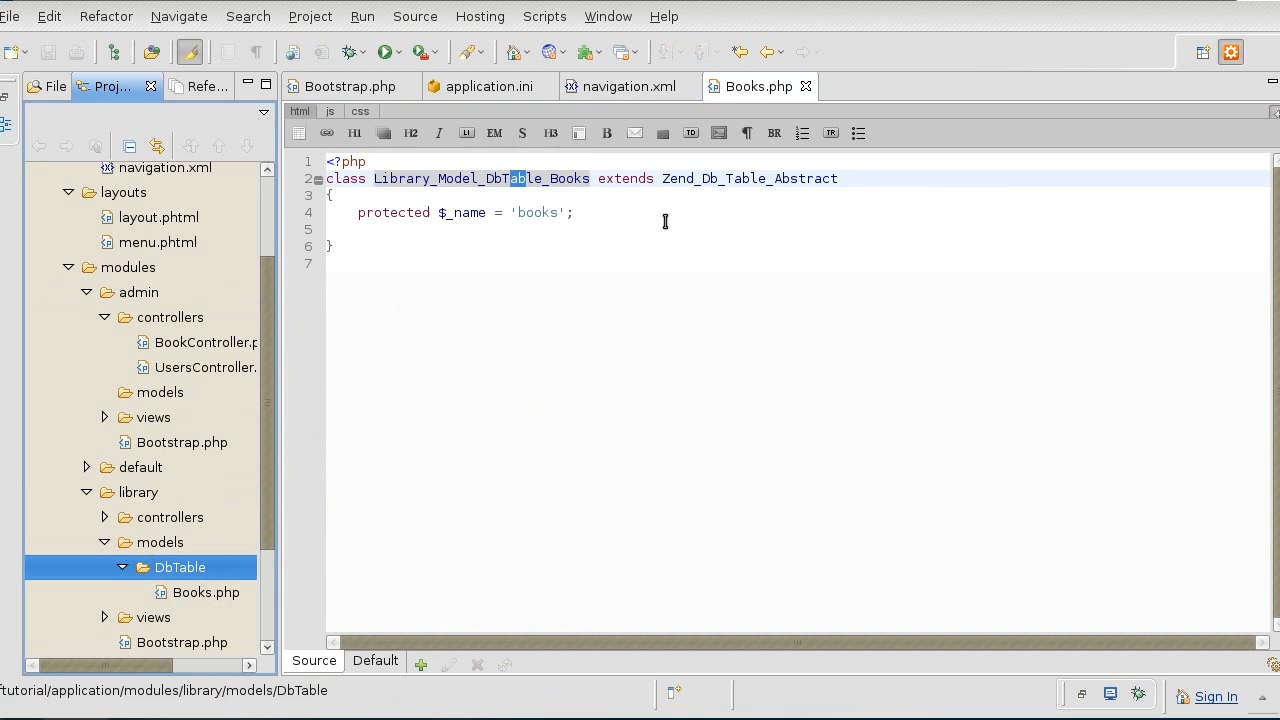 File Edit Refactor Navigate Search Project Run Source Hosting Scripts Window Help
H1 H2 I LI EM S H3 B TD ¶ BR TR
File Proj... Refe...
Bootstrap.php application.ini navigation.xml Books.php
html js css
navigation.xml
layouts
layout.phtml
menu.phtml
modules
admin
controllers
BookController.p
UsersController.
models
views
Bootstrap.php
default
library
controllers
models
DbTable
Books.php
views
Bootstrap.php
1 <?php
2 class Library_Model_DbTable_Books extends Zend_Db_Table_Abstract
3 {
4 protected $_name = 'books';
5
6 }
7
Source Default
ftutorial/application/modules/library/models/DbTable
Sign In